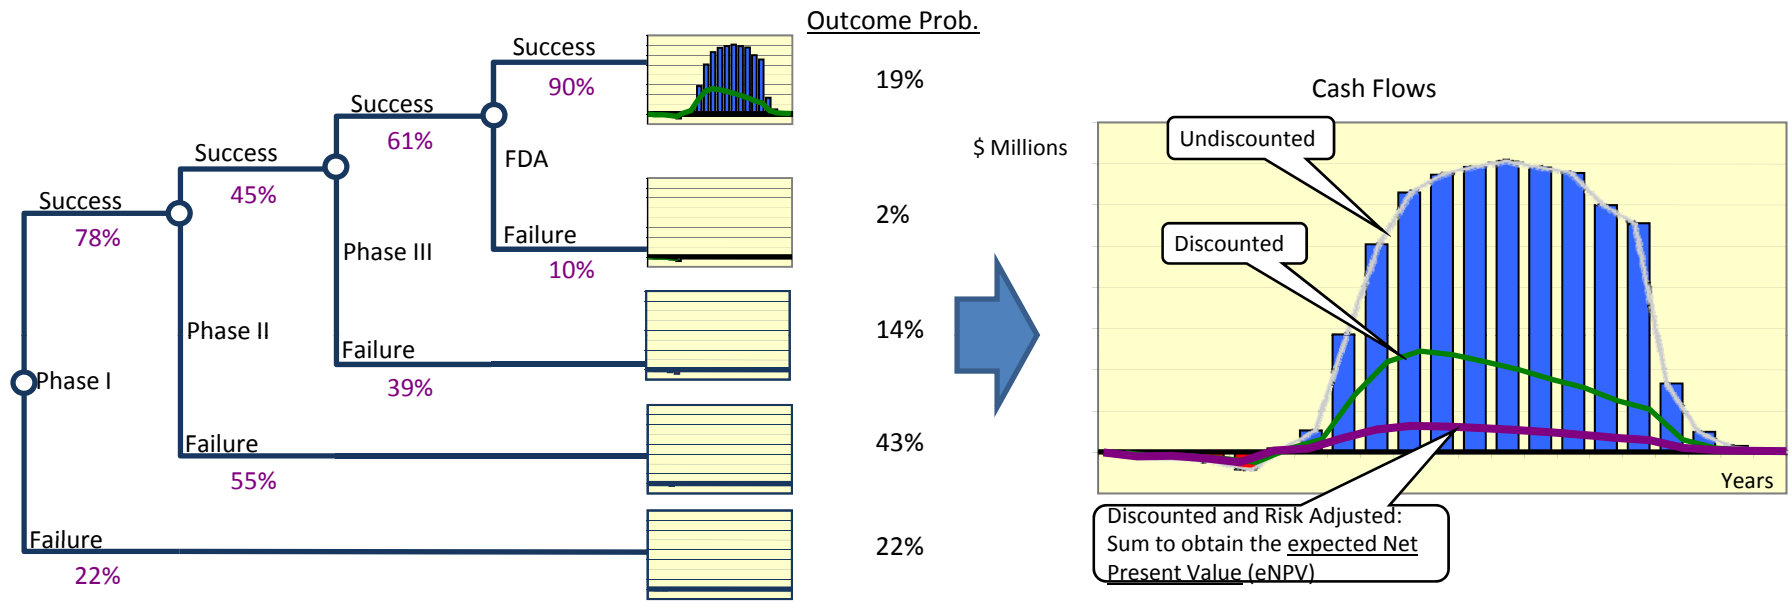 Outcome Prob.
Success
90%
19%
Success
61%
FDA
Success
45%
Failure
10%
2%
Success
78%
Phase III
Phase II
Failure
39%
14%
Phase I
Failure
55%
43%
Failure
22%
22%
Cash Flows
$ Millions
Undiscounted
Discounted
Years
Discounted and Risk Adjusted:
Sum to obtain the expected Net
Present Value (eNPV)